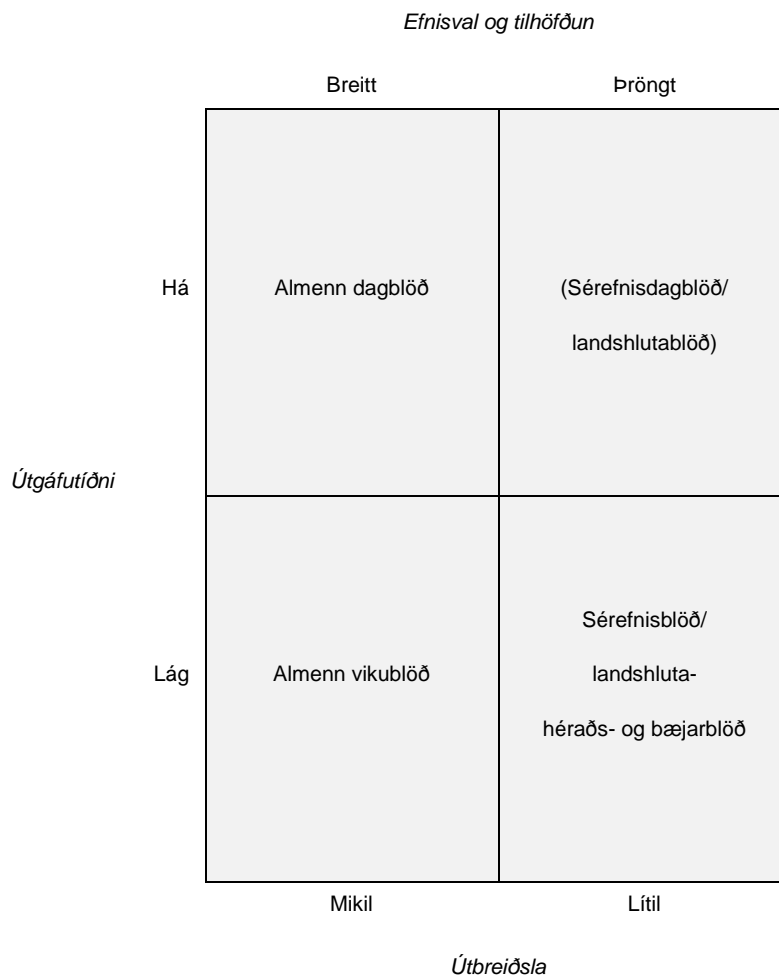 Efnisval og tilhöfðun
Breitt
Þröngt
Há
Almenn dagblöð
(Sérefnisdagblöð/
landshlutablöð)
Útgáfutíðni
Lág
Almenn vikublöð
Sérefnisblöð/
landshluta-
héraðs- og bæjarblöð
Mikil
Lítil
Útbreiðsla